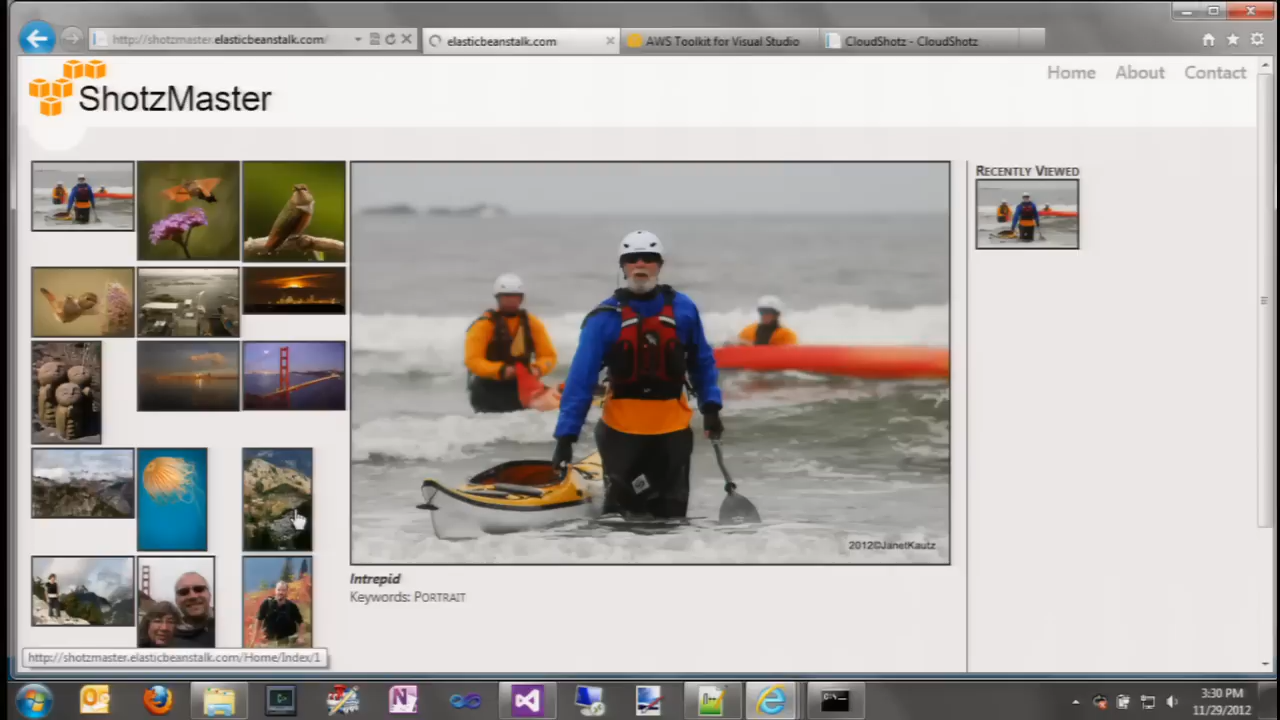 http://shotzmaster.elasticbeanstalk.com/
elasticbeanstalk.com
AWS Toolkit for Visual Studio
CloudShotz - CloudShotz
ShotzMaster
Home About Contact
RECENTLY VIEWED
2012©JanetKautz
Intrepid
Keywords: PORTRAIT
http://shotzmaster.elasticbeanstalk.com/Home/Index/1
3:30 PM
11/29/2012